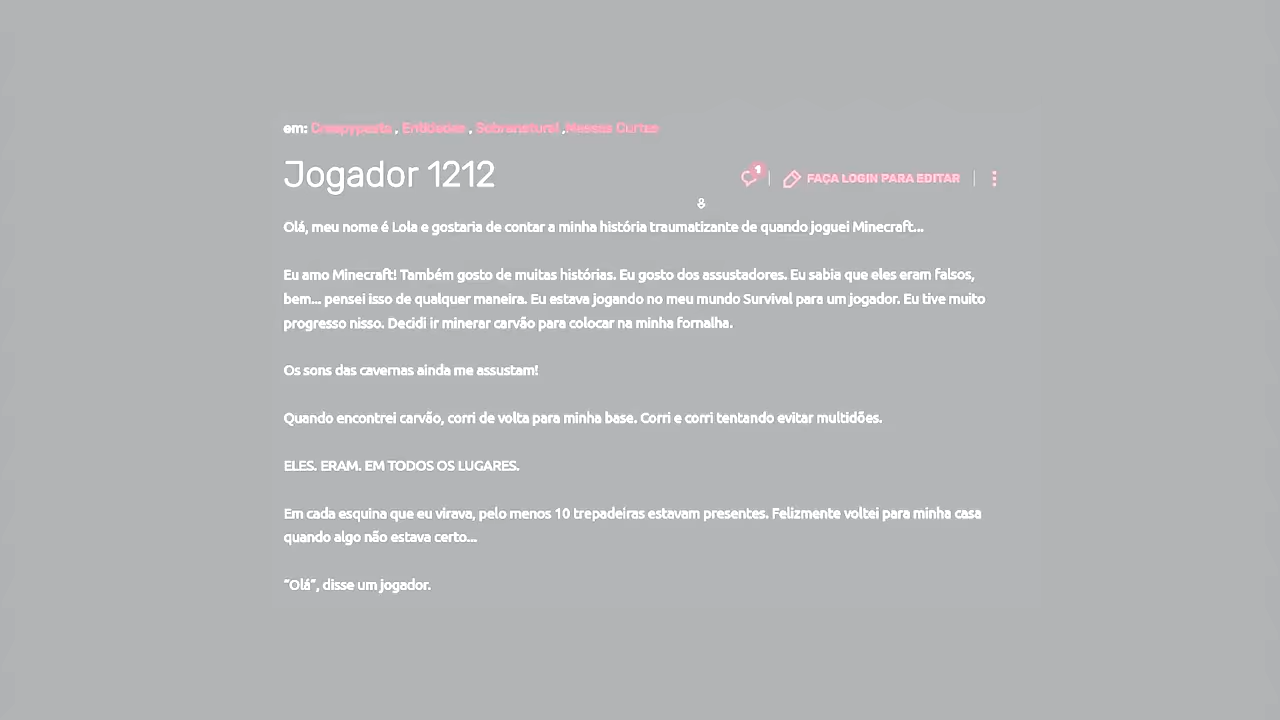 em: Creepypasta , Entidades , Sobrenatural ,Massas Curtas
Jogador 1212
1
FAÇA LOGIN PARA EDITAR
Olá, meu nome é Lola e gostaria de contar a minha história traumatizante de quando joguei Minecraft...
Eu amo Minecraft! Também gosto de muitas histórias. Eu gosto dos assustadores. Eu sabia que eles eram falsos,
bem... pensei isso de qualquer maneira. Eu estava jogando no meu mundo Survival para um jogador. Eu tive muito
progresso nisso. Decidi ir minerar carvão para colocar na minha fornalha.
Os sons das cavernas ainda me assustam!
Quando encontrei carvão, corri de volta para minha base. Corri e corri tentando evitar multidões.
ELES. ERAM. EM TODOS OS LUGARES.
Em cada esquina que eu virava, pelo menos 10 trepadeiras estavam presentes. Felizmente voltei para minha casa
quando algo não estava certo...
“Olá”, disse um jogador.